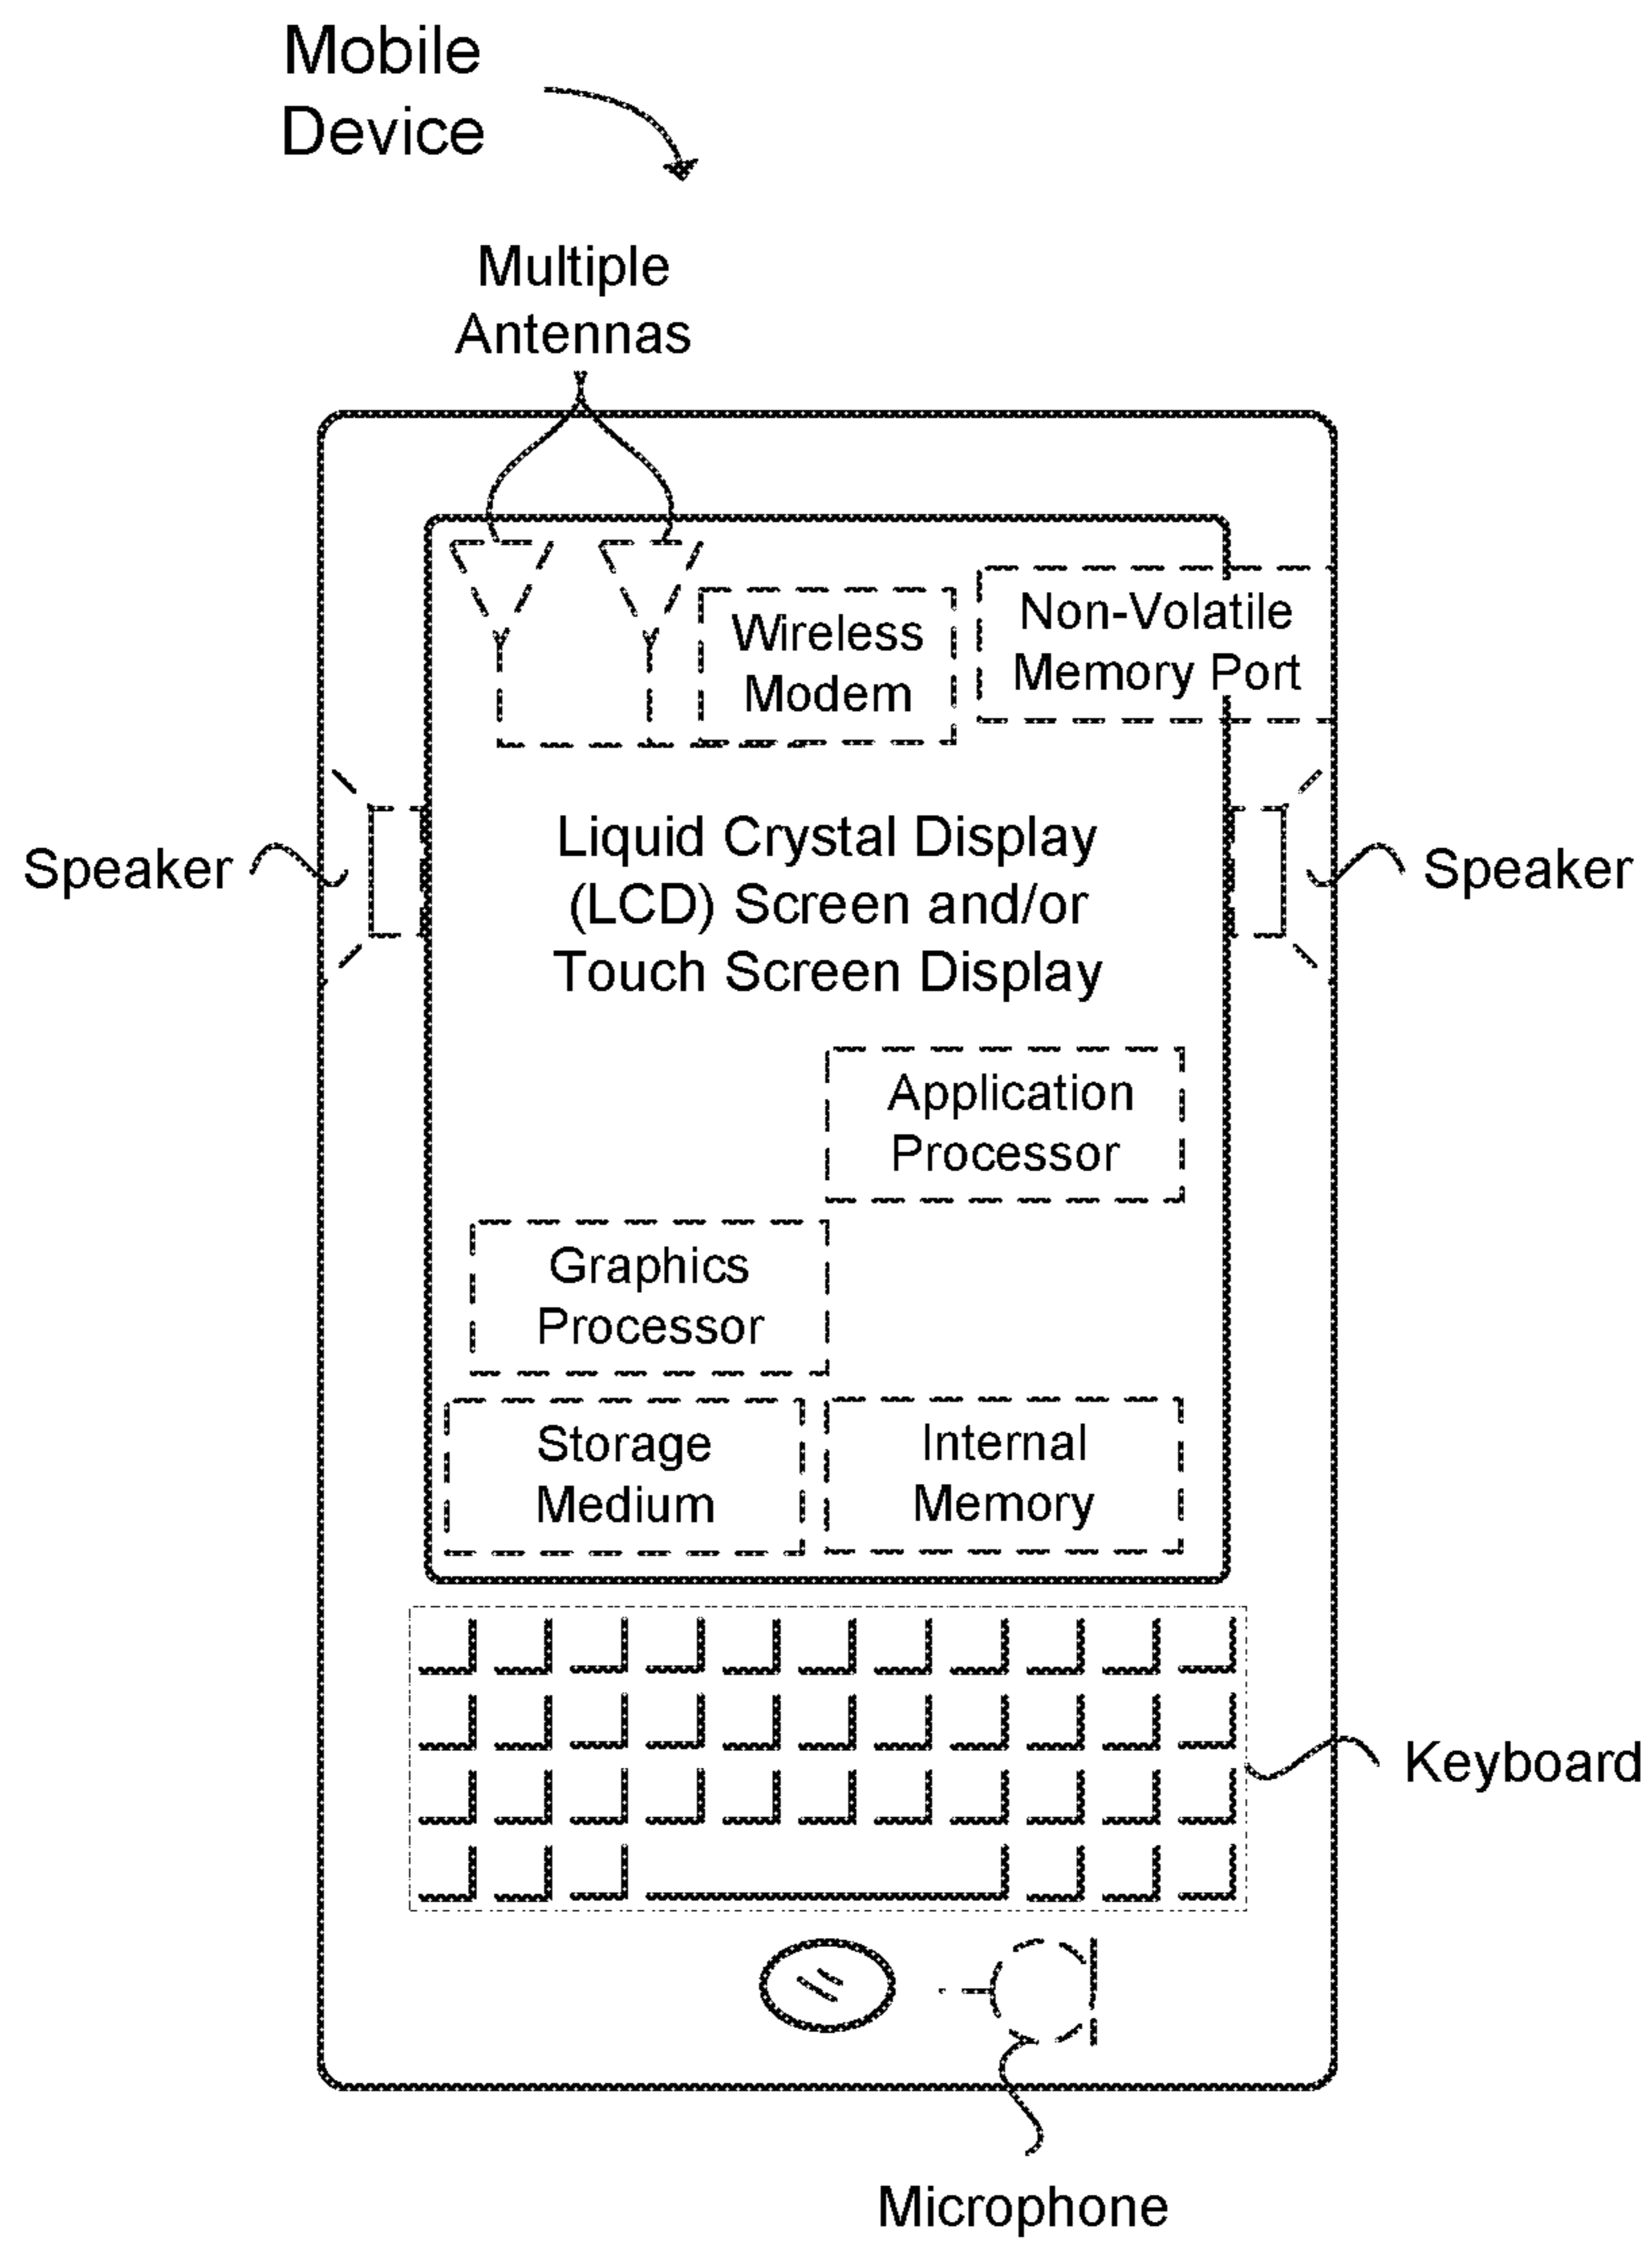 Mobile
Device
Multiple
Antennas
Wireless
Modem
Non-Volatile
Memory Port
Speaker
Liquid Crystal Display
(LCD) Screen and/or
Touch Screen Display
Speaker
Application
Processor
Graphics
Processor
Storage
Medium
Internal
Memory
Keyboard
Microphone